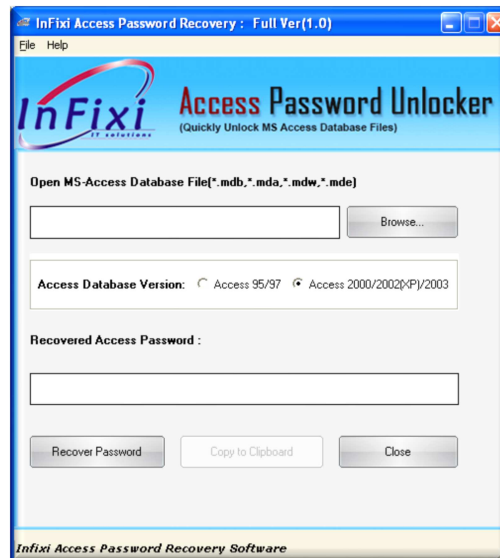 InFixi Access Password Recovery : Full Ver(1.0)
File Help
InFixi
IT solutions
Access Password Unlocker
(Quickly Unlock MS Access Database Files)
Open MS-Access Database File(*.mdb,*.mda,*.mdw,*.mde)
Browse...
Access Database Version: Access 95/97 Access 2000/2002(XP)/2003
Recovered Access Password :
Recover Password Copy to Clipboard Close
Infixi Access Password Recovery Software